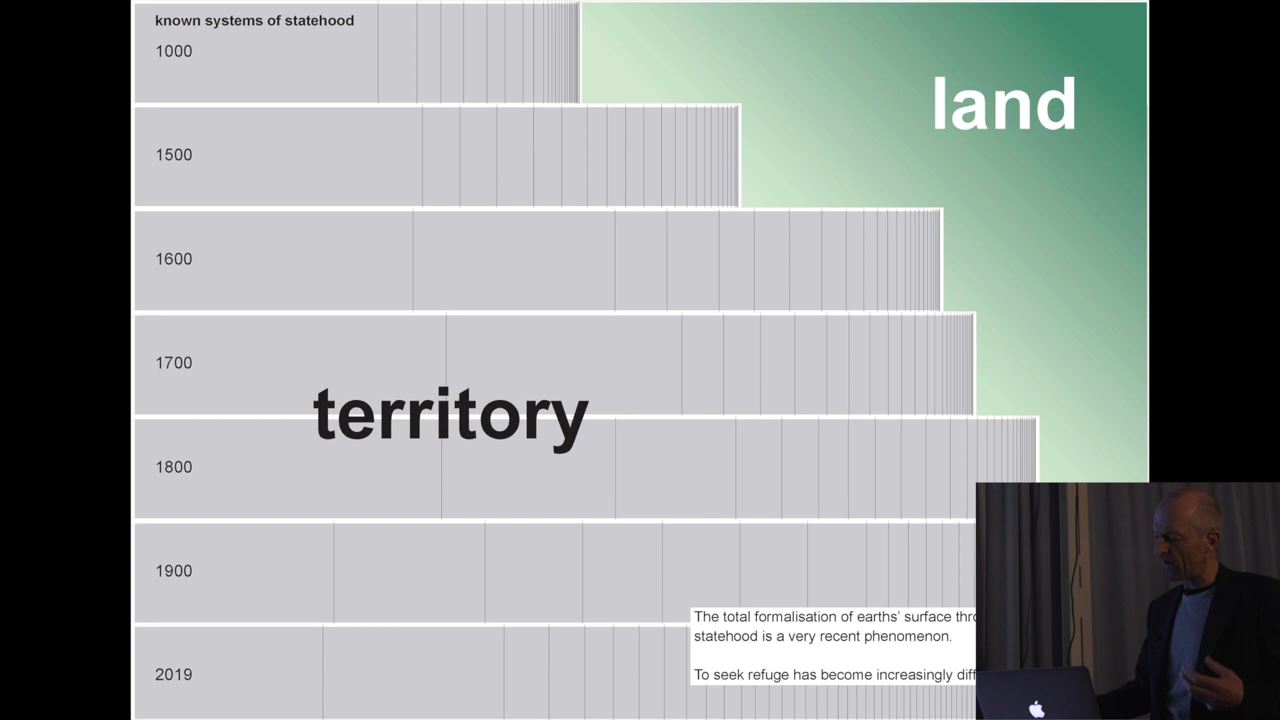 known systems of statehood
1000
land
1500
1600
1700
territory
1800
1900
The total formalisation of earths’ surface
statehood is a very recent phenomenon.
2019
To seek refuge has become increasingly